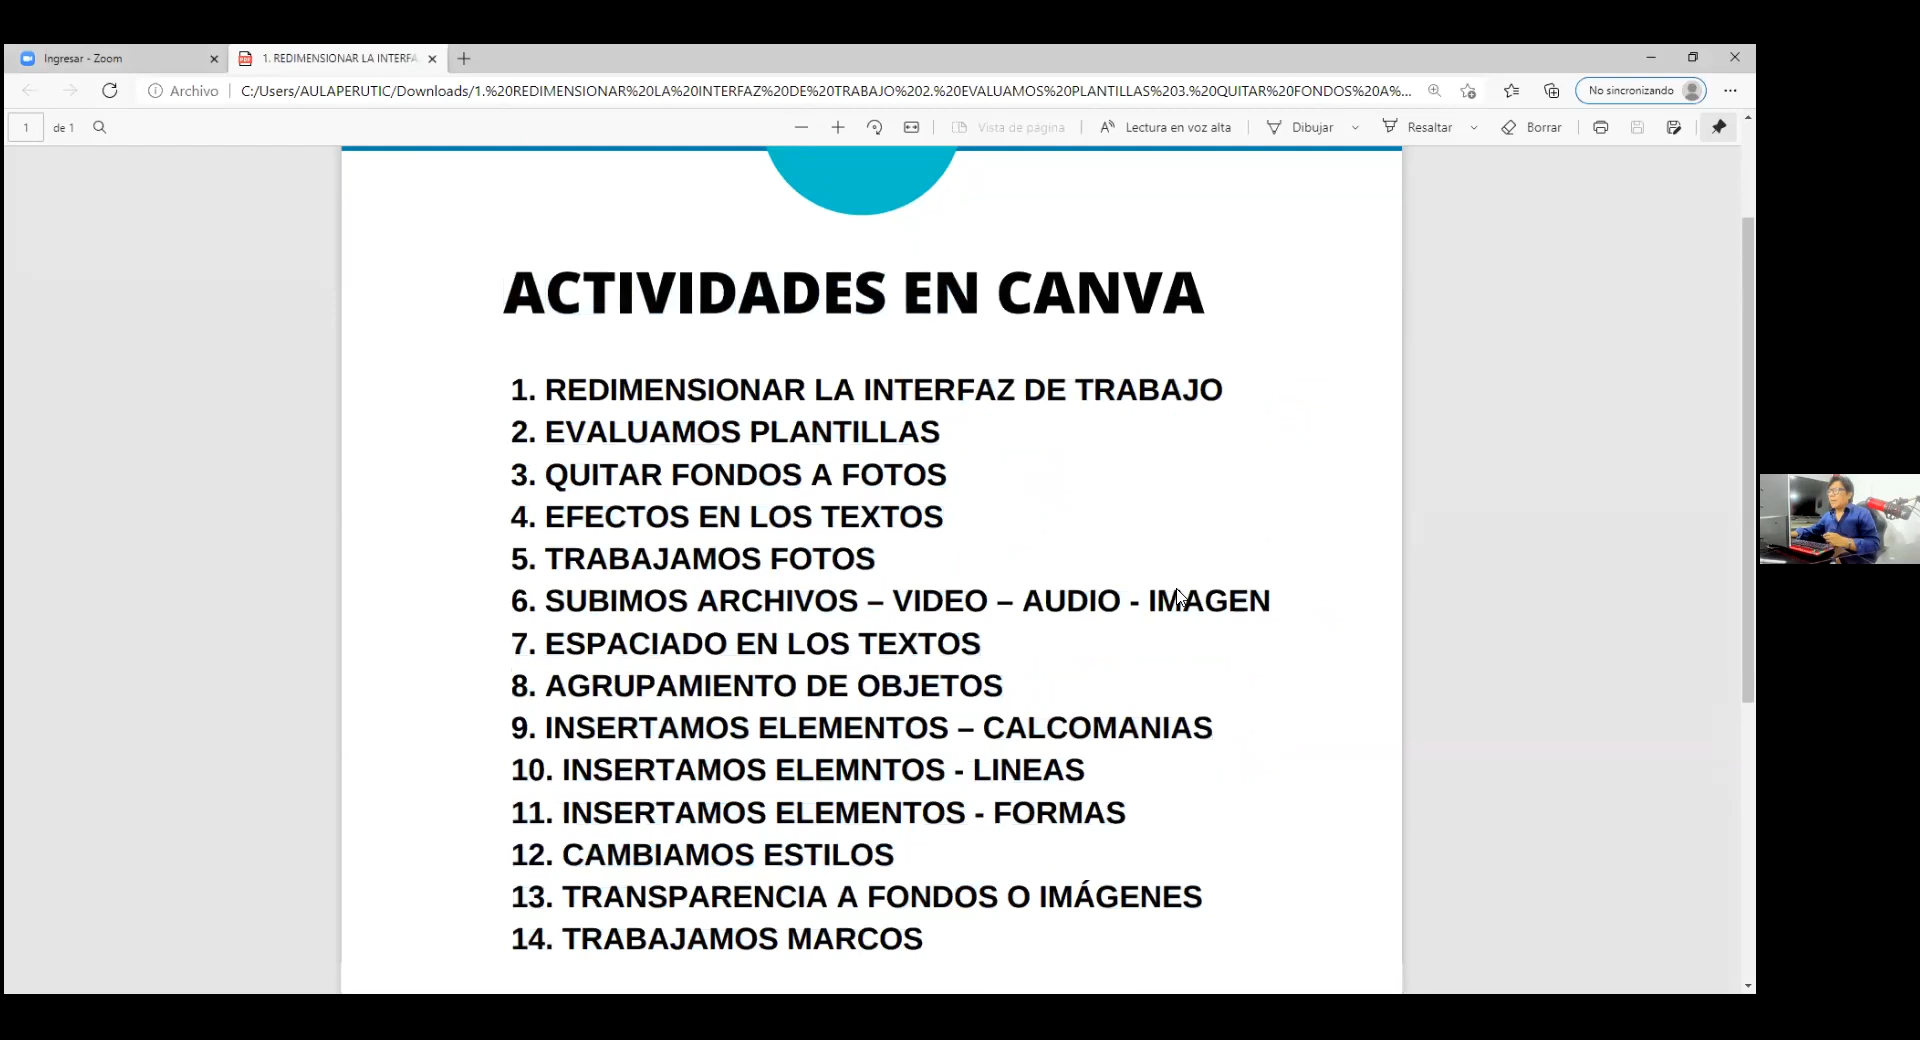 Ingresar - Zoom
1. REDIMENSIONAR LA INTERFA
Archivo
C:/Users/AULAPERUTIC/Downloads/1.%20REDIMENSIONAR%20LA%20INTERFAZ%20DE%20TRABAJO%202.%20EVALUAMOS%20PLANTILLAS%203.%20QUITAR%20FONDOS%20A%...
No sincronizando
1 de 1
Vista de página
Lectura en voz alta
Dibujar
Resaltar
Borrar
ACTIVIDADES EN CANVA
1. REDIMENSIONAR LA INTERFAZ DE TRABAJO
2. EVALUAMOS PLANTILLAS
3. QUITAR FONDOS A FOTOS
4. EFECTOS EN LOS TEXTOS
5. TRABAJAMOS FOTOS
6. SUBIMOS ARCHIVOS – VIDEO – AUDIO - IMAGEN
7. ESPACIADO EN LOS TEXTOS
8. AGRUPAMIENTO DE OBJETOS
9. INSERTAMOS ELEMENTOS – CALCOMANIAS
10. INSERTAMOS ELEMNTOS - LINEAS
11. INSERTAMOS ELEMENTOS - FORMAS
12. CAMBIAMOS ESTILOS
13. TRANSPARENCIA A FONDOS O IMÁGENES
14. TRABAJAMOS MARCOS